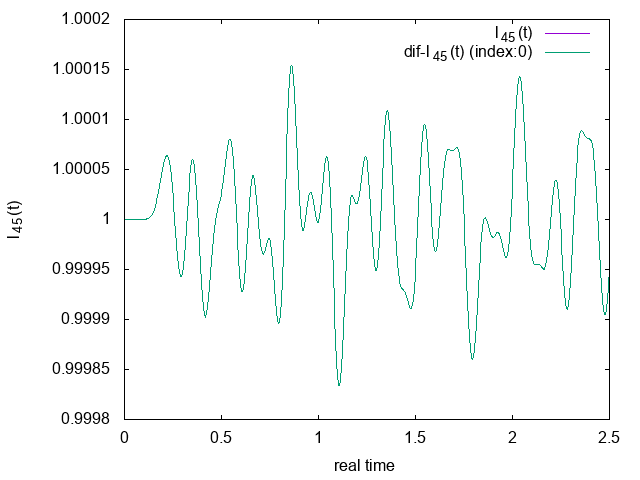 1.0002
1.00015
1.0001
1.00005
1
0.99995
0.9999
0.99985
0.9998
I45(t)
I45(t)
dif-I45(t) (index:0)
0 0.5 1 1.5 2 2.5
real time